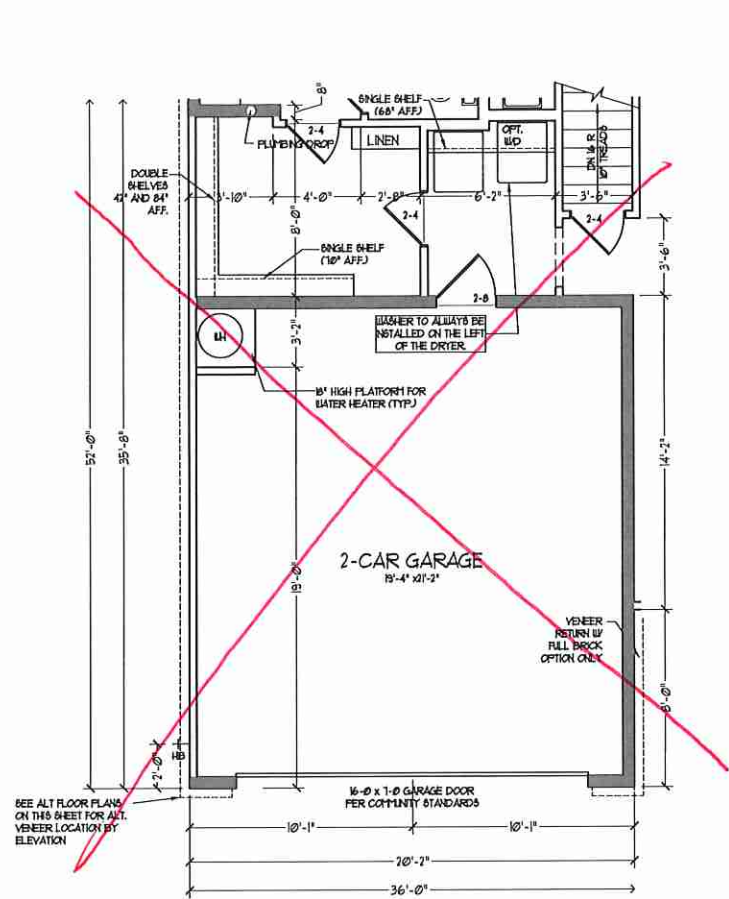 8"
SINGLE SHELF
(68" AFF.)
2-4
PLUMBING DROP
LINEN
OPT.
W/D
DN 16 R
10" TREADS
DOUBLE
SHELVES
42" AND 84"
AFF.
3'-10"
4'-0"
2'-8"
6'-2"
3'-6"
2-4
2-4
8'-0"
3'-6"
SINGLE SHELF
(70" AFF.)
2-8
WH
3'-2"
WASHER TO ALWAYS BE
INSTALLED ON THE LEFT
OF THE DRYER.
18" HIGH PLATFORM FOR
WATER HEATER (TYP.)
52'-0"
35'-8"
14'-2"
2-CAR GARAGE
19'-4" x21'-2"
19'-0"
VENEER
RETURN W/
FULL BRICK
OPTION ONLY
8'-0"
HB
2'-0"
SEE ALT FLOOR PLANS
ON THIS SHEET FOR ALT.
VENEER LOCATION BY
ELEVATION
16-0 x 7-0 GARAGE DOOR
PER COMMUNITY STANDARDS
10'-1"
10'-1"
20'-2"
36'-0"